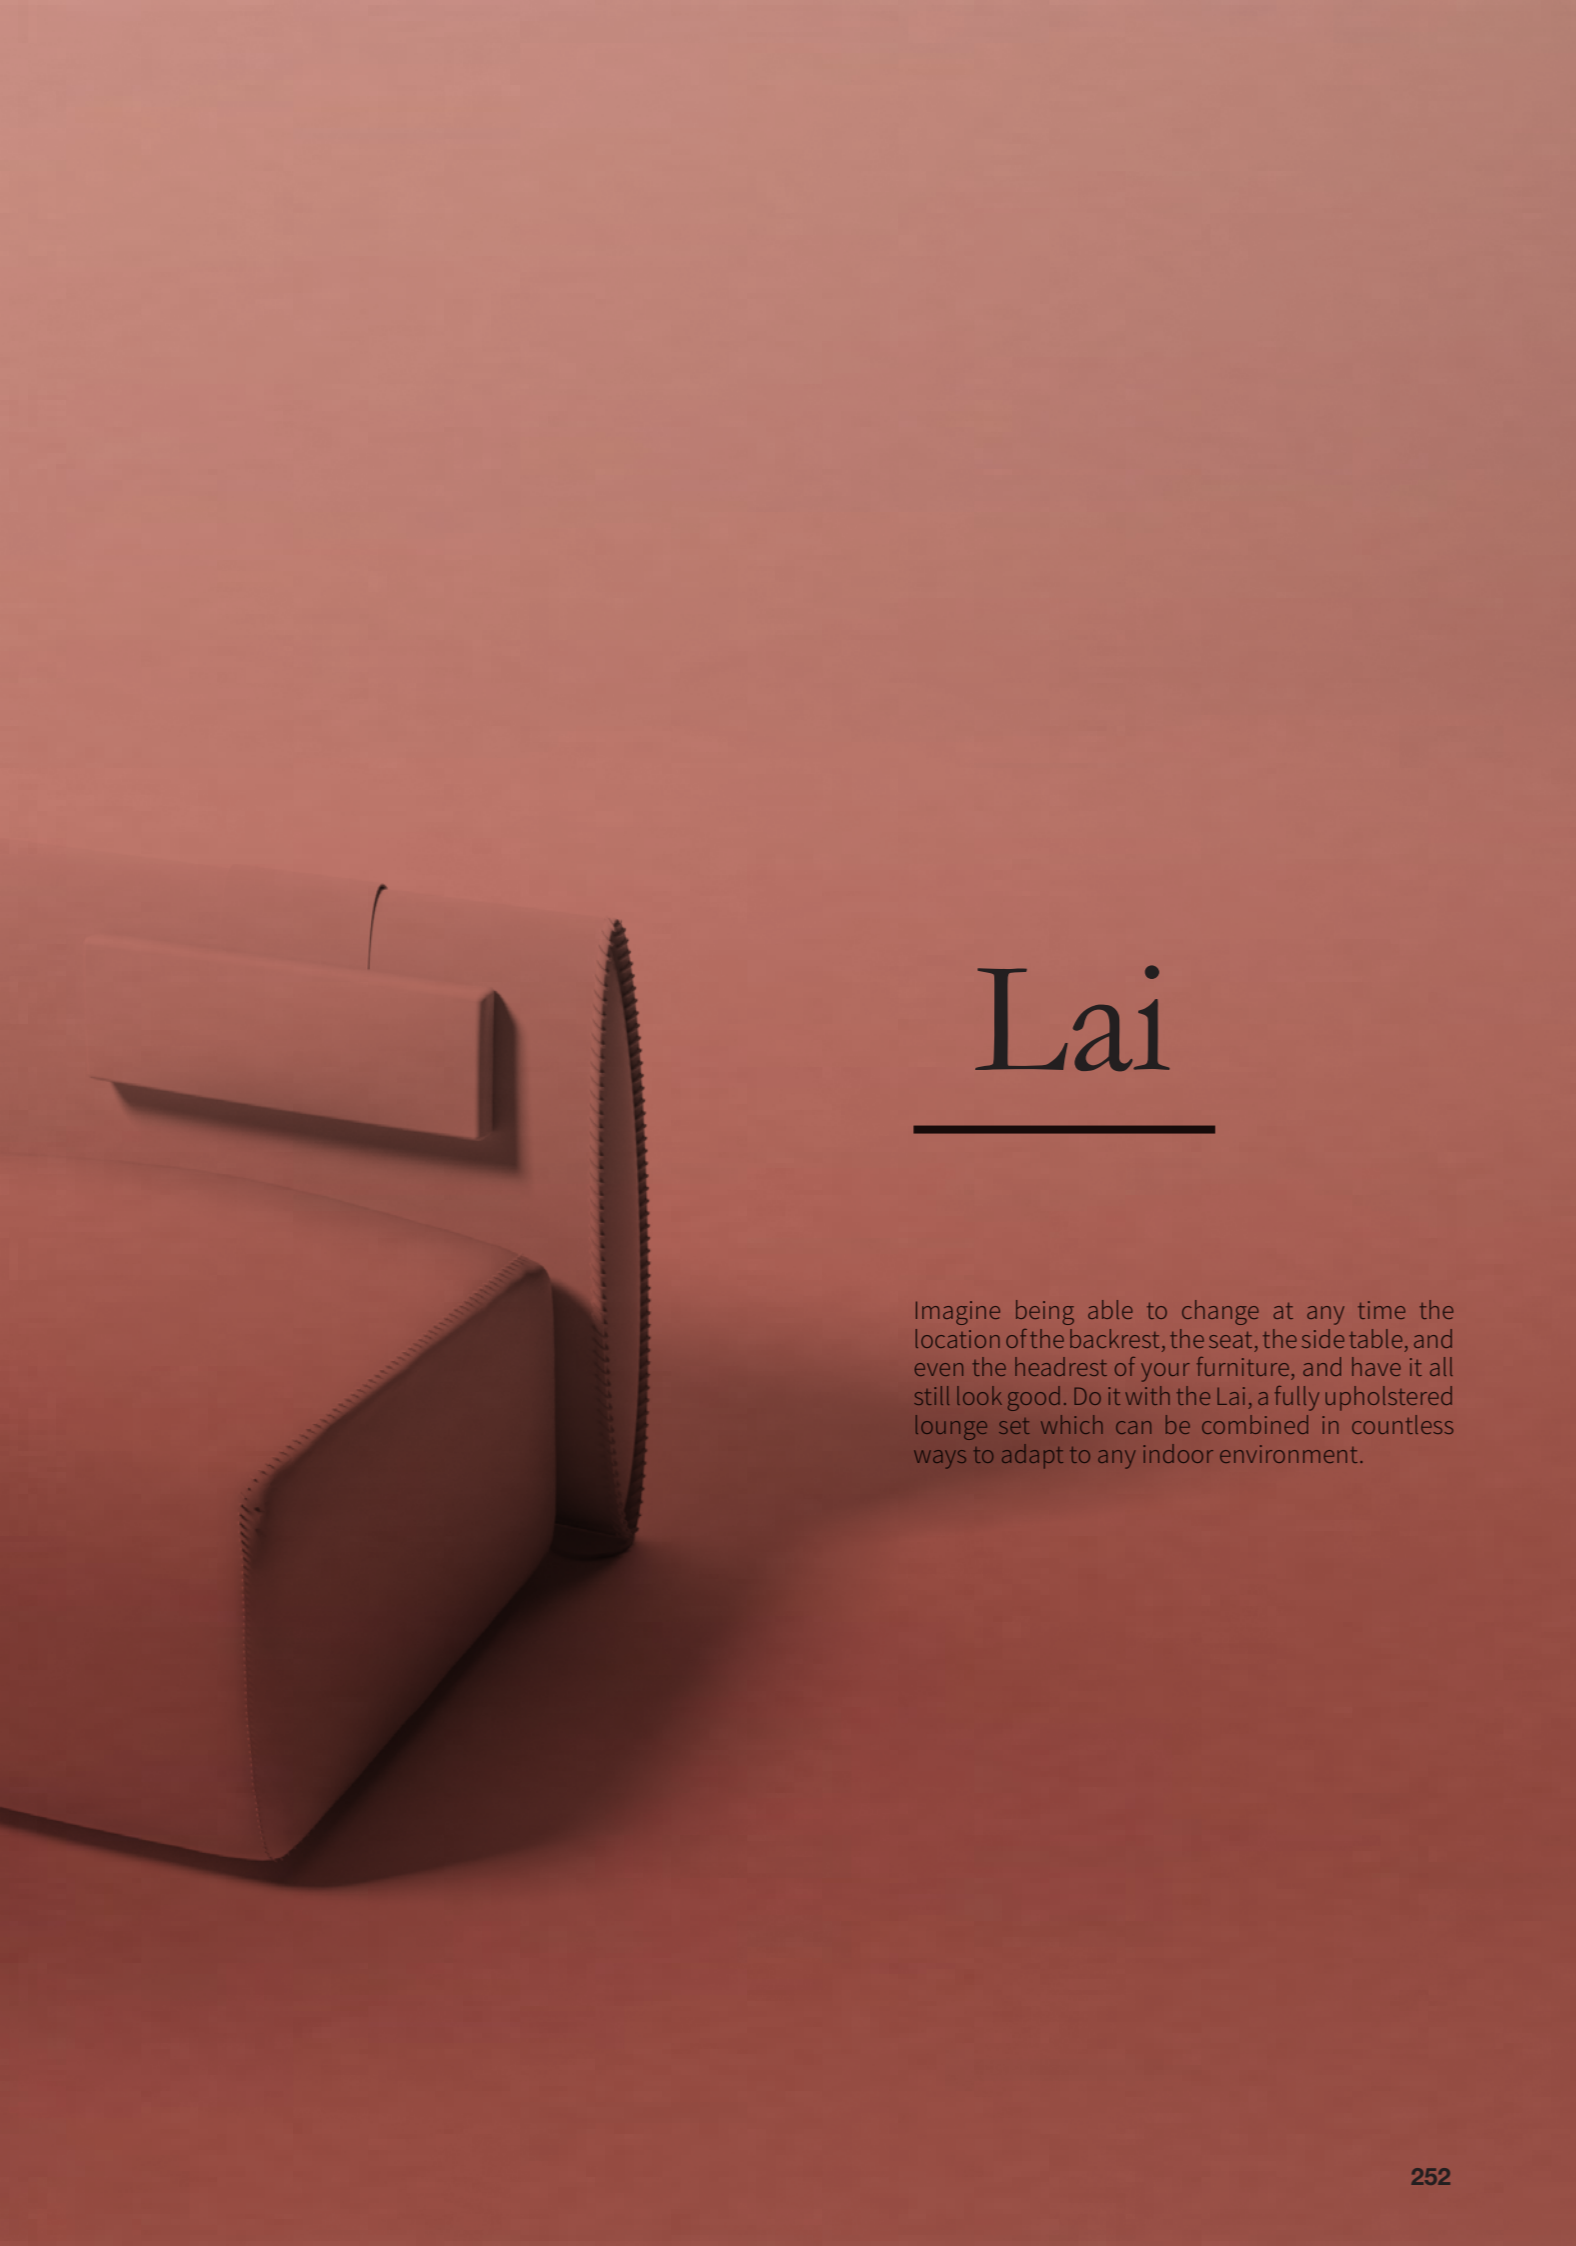 Lai
Imagine being able to change at any time the
location of the backrest, the seat, the side table, and
even the headrest of your furniture, and have it all
still look good. Do it with the Lai, a fully upholstered
lounge set which can be combined in countless
ways to adapt to any indoor environment.
252